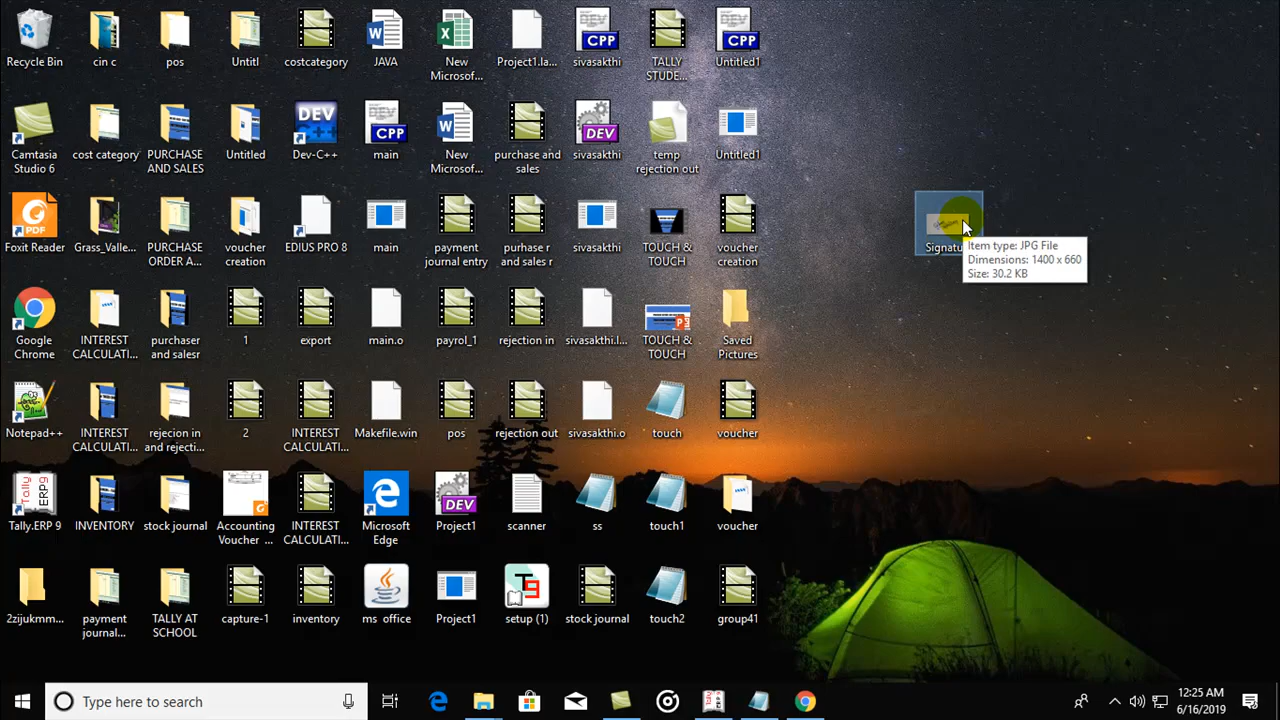 Recycle Bin
cin c
pos
Untitl
costcategory
JAVA
New
Microsof...
Project1.la...
sivasakthi
TALLY
STUDE...
Untitled1
Camtasia
Studio 6
cost category
PURCHASE
AND SALES
Untitled
Dev-C++
main
New
Microsof...
purchase and
sales
sivasakthi
temp
rejection out
Untitled1
Foxit Reader
Grass_Valle...
PURCHASE
ORDER A...
voucher
creation
EDIUS PRO 8
main
payment
journal entry
purhase r
and sales r
sivasakthi
TOUCH &
TOUCH
voucher
creation
Signatu
Item type: JPG File
Dimensions: 1400 x 660
Size: 30.2 KB
Google
Chrome
INTEREST
CALCULATI...
purchaser
and salesr
1
export
main.o
payrol_1
rejection in
sivasakthi.l...
TOUCH &
TOUCH
Saved
Pictures
Notepad++
INTEREST
CALCULATI...
rejecion in
and rejecti...
2
INTEREST
CALCULATI...
Makefile.win
pos
rejection out
sivasakthi.o
touch
voucher
Tally.ERP 9
INVENTORY
stock journal
Accounting
Voucher _...
INTEREST
CALCULATI...
Microsoft
Edge
Project1
scanner
ss
touch1
voucher
2zijukmm...
payment
journal...
TALLY AT
SCHOOL
capture-1
inventory
ms office
Project1
setup (1)
stock journal
touch2
group41
Type here to search
12:25 AM
6/16/2019